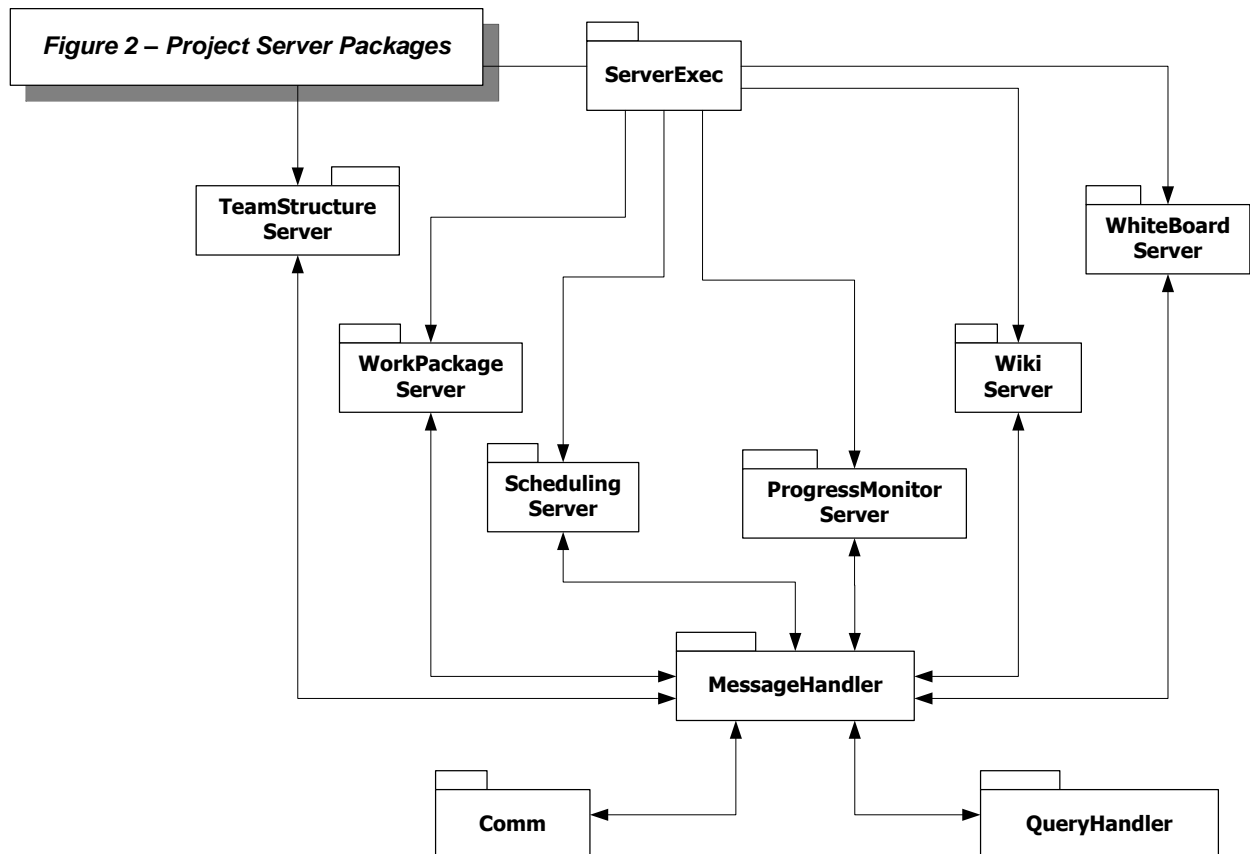 Figure 2 – Project Server Packages
ServerExec
TeamStructure
Server
WhiteBoard
Server
WorkPackage
Server
Wiki
Server
Scheduling
Server
ProgressMonitor
Server
MessageHandler
Comm
QueryHandler